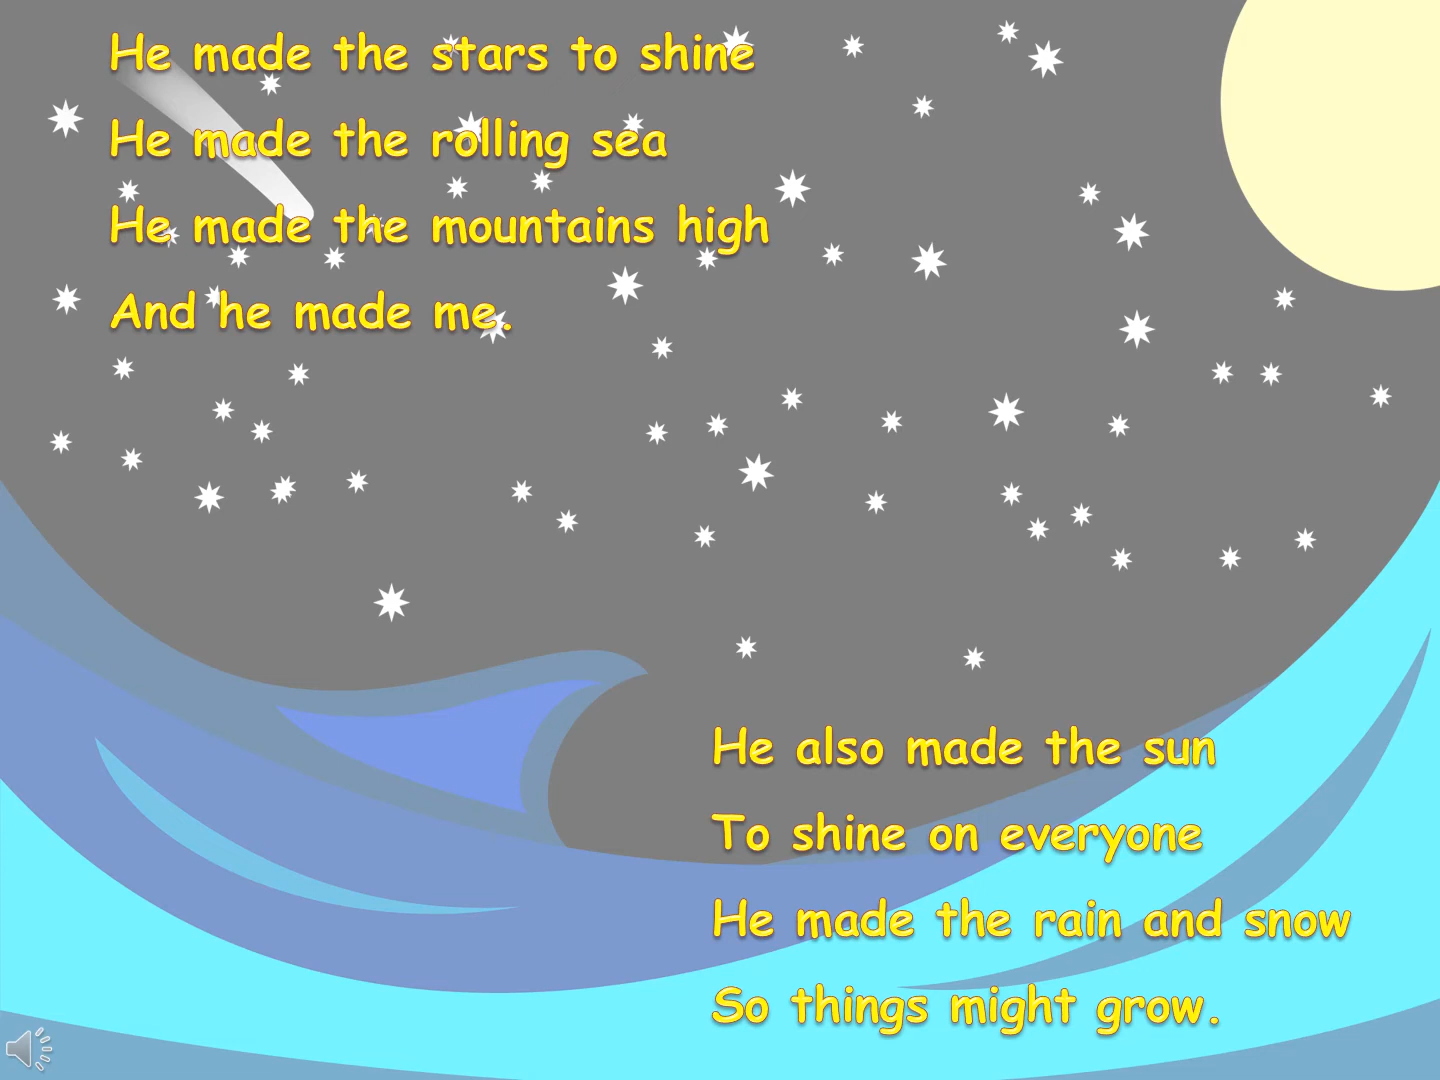 He made the stars to shine
He made the rolling sea
He made the mountains high
And he made me.
He also made the sun
To shine on everyone
He made the rain and snow
So things might grow.